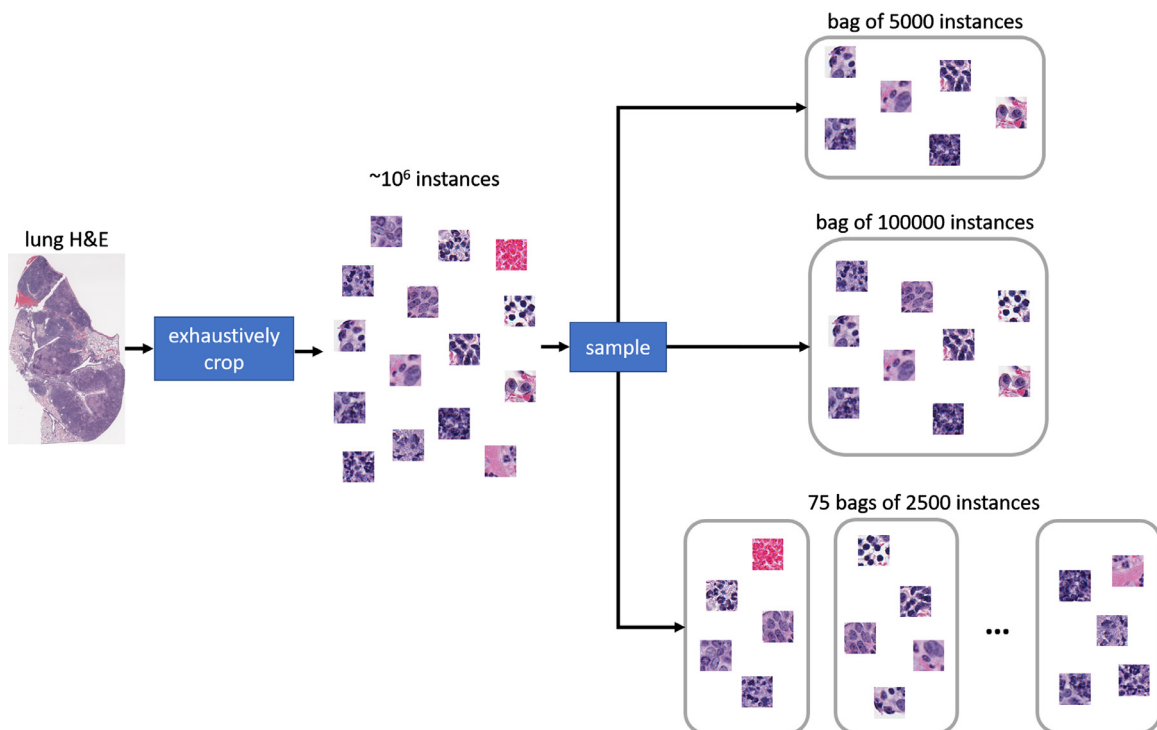 lung H&E
exhaustively
crop
~10⁶ instances
sample
bag of 5000 instances
bag of 100000 instances
75 bags of 2500 instances
...